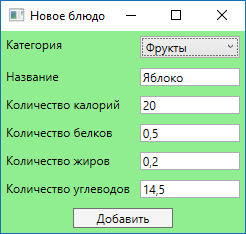 Новое блюдо
Категория Фрукты
Название Яблоко
Количество калорий 20
Количество белков 0,5
Количество жиров 0,2
Количество углеводов 14,5
Добавить